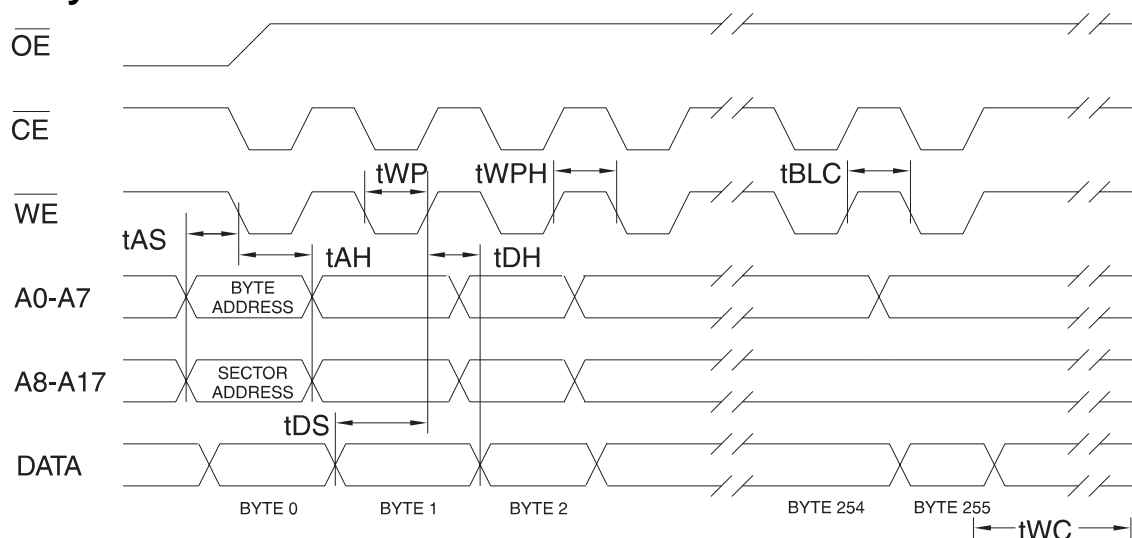 OE
CE
tWP
tWPH
tBLC
WE
tAS
tAH
tDH
A0-A7
BYTE
ADDRESS
A8-A17
SECTOR
ADDRESS
tDS
DATA
BYTE 0
BYTE 1
BYTE 2
BYTE 254
BYTE 255
tWC